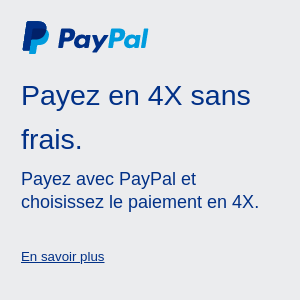 PayPal
Payez en 4X sans
frais.
Payez avec PayPal et
choisissez le paiement en 4X.
En savoir plus